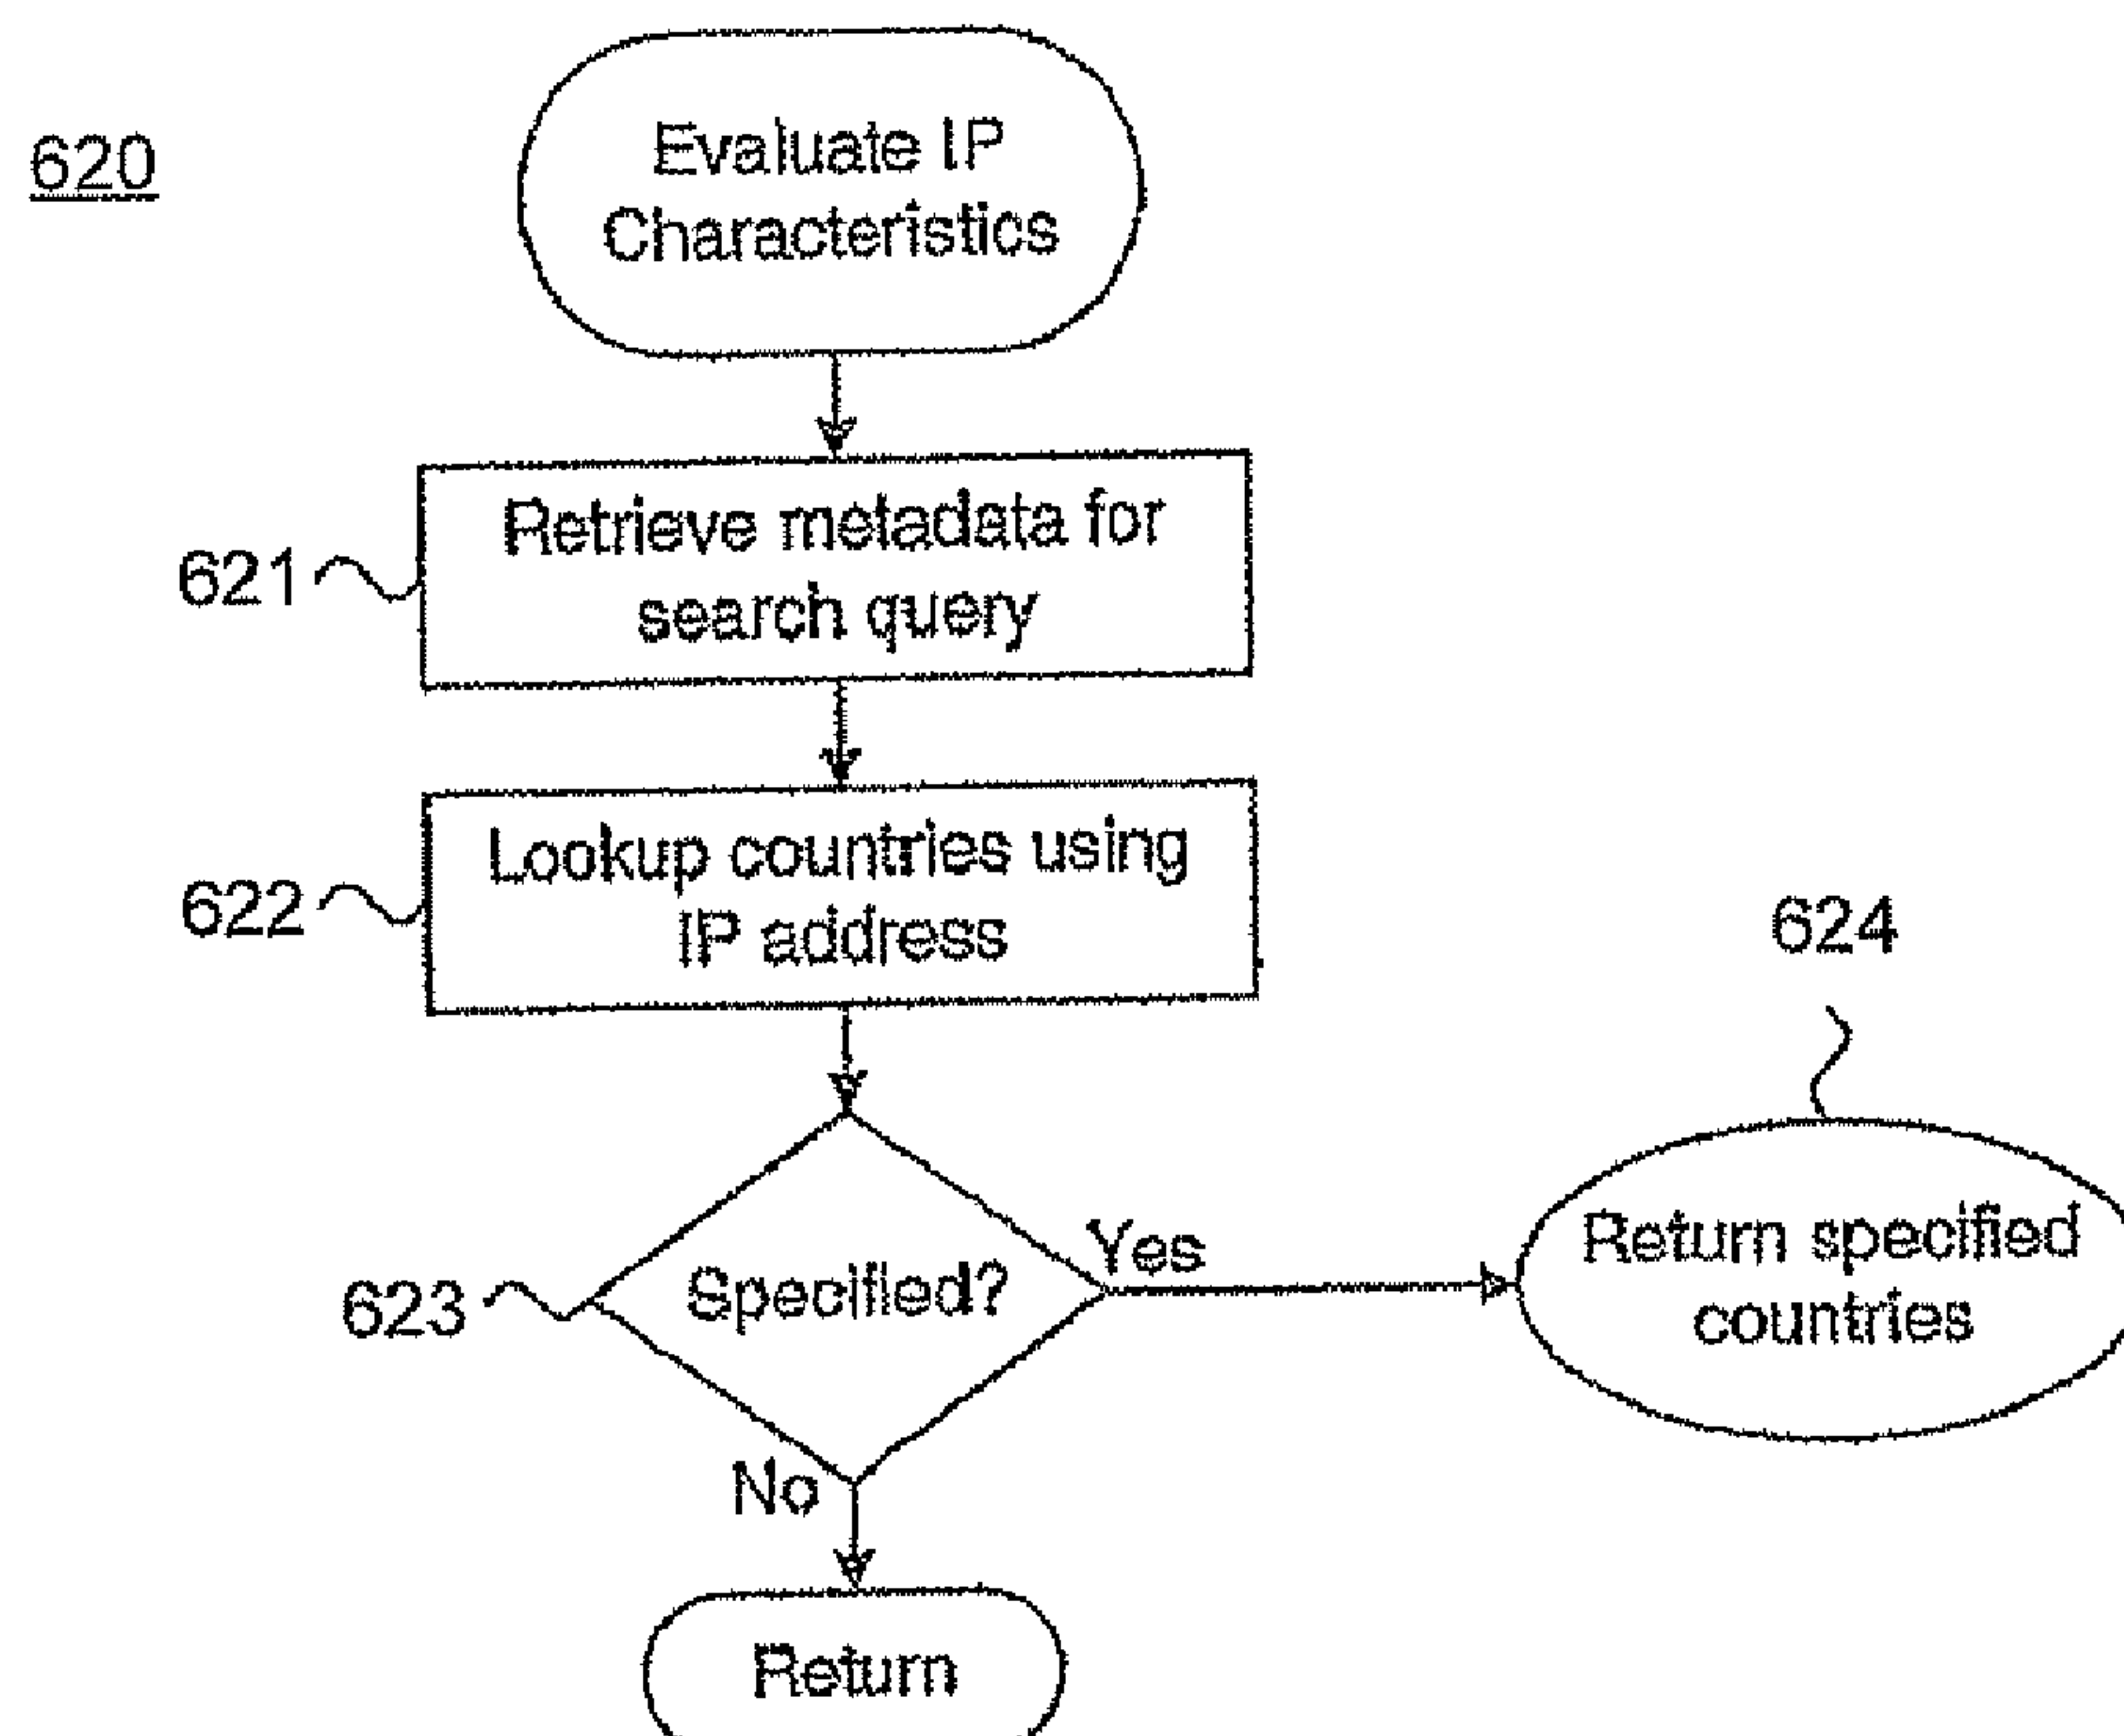 620
Evaluate IP
Characteristics
621
Retrieve metadata for
search query
622
Lookup countries using
IP address
624
623
Specified?
Yes
Return specified
countries
No
Return